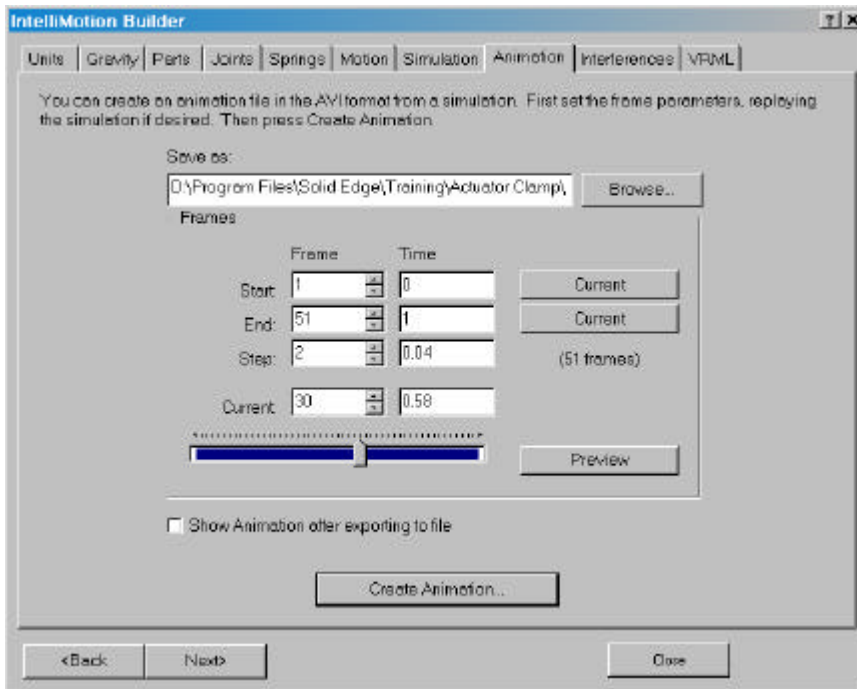 IntelliMotion Builder
Units Gravity Parts Joints Springs Motion Simulation Animation Interferences VRML
You can create an animation file in the AVI format from a simulation. First set the frame parameters, replaying
the simulation if desired. Then press Create Animation.
Save as:
D:\Program Files\Solid Edge\Training\Actuator Clamp\, Browse...
Frames
Frame Time
Start: 1 0 Current
End: 51 1 Current
Step: 2 0.04 (51 frames)
Current: 30 0.58
Preview
Show Animation after exporting to file
Create Animation...
<Back Next> Close